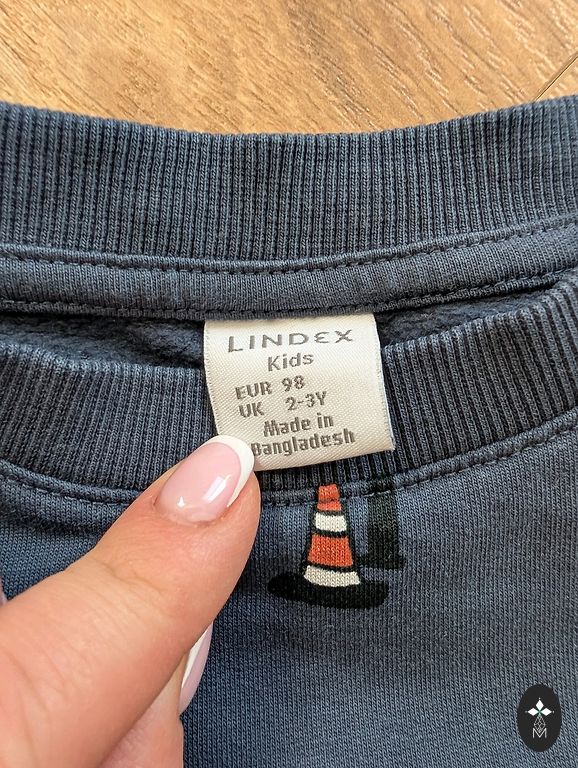 LINDEX
Kids
EUR 98
UK 2-3Y
Made in
Bangladesh
M